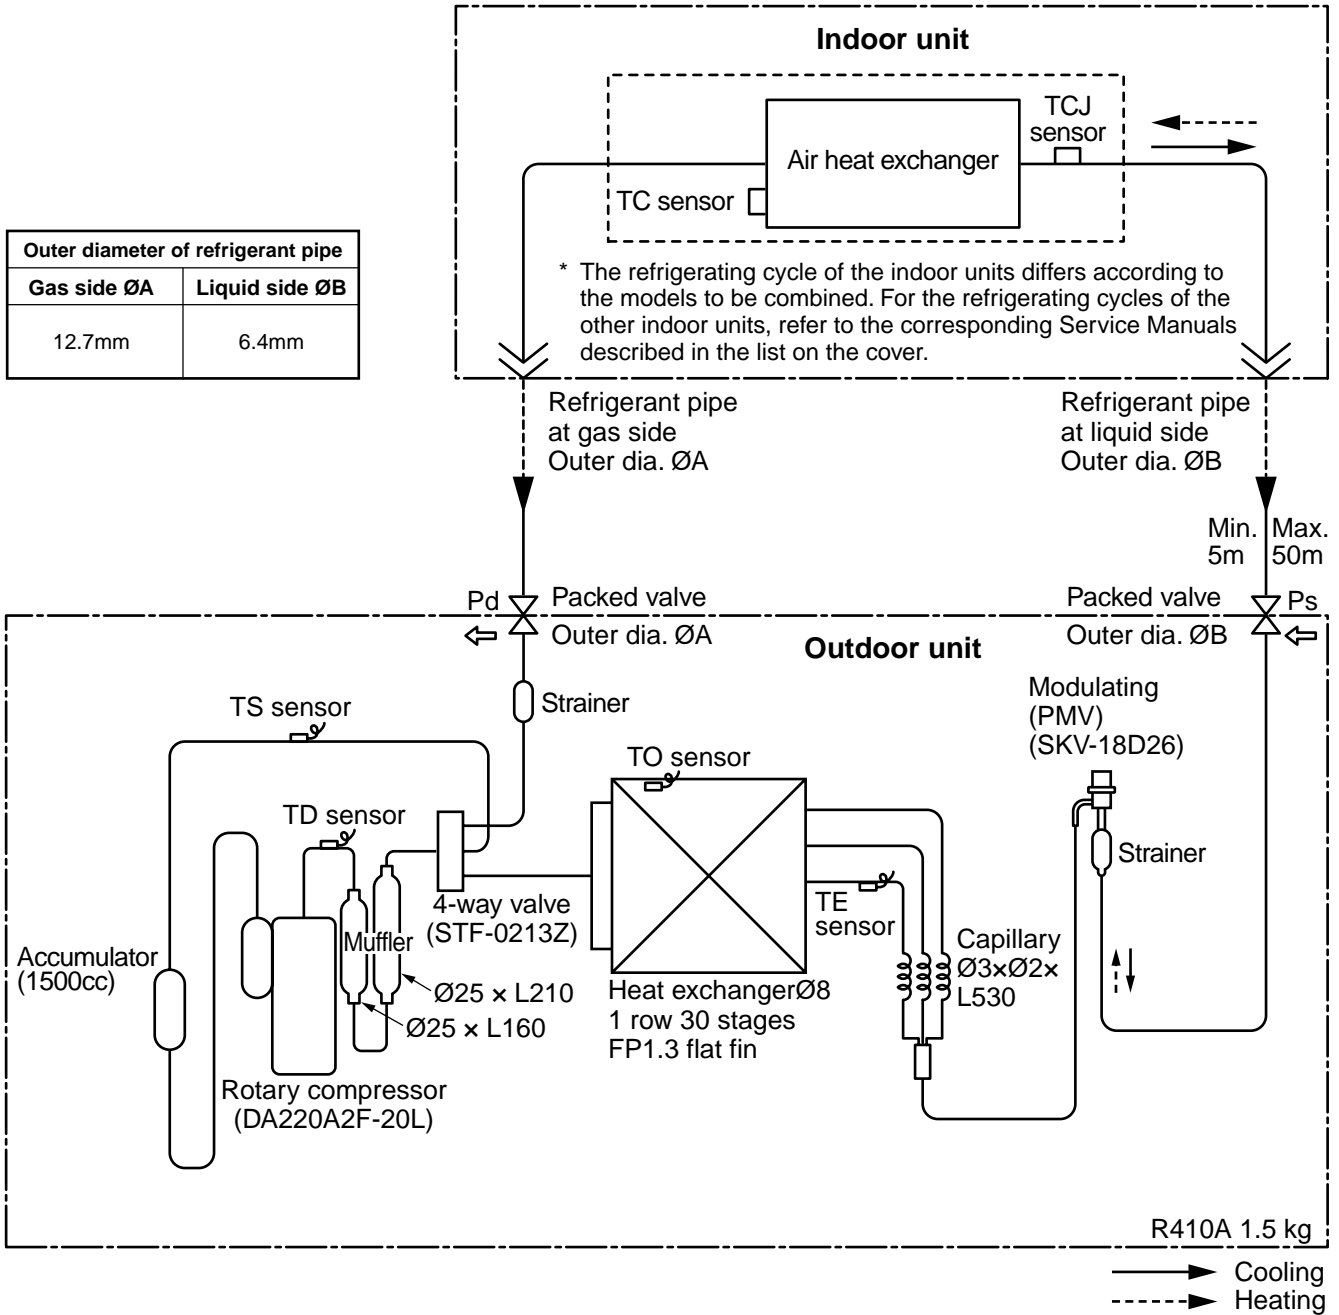 Indoor unit
TCJ
sensor
Air heat exchanger
TC sensor
Outer diameter of refrigerant pipe
Gas side ØA
Liquid side ØB
12.7mm
6.4mm
* The refrigerating cycle of the indoor units differs according to
the models to be combined. For the refrigerating cycles of the
other indoor units, refer to the corresponding Service Manuals
described in the list on the cover.
Refrigerant pipe
at gas side
Outer dia. ØA
Refrigerant pipe
at liquid side
Outer dia. ØB
Min.
5m
Max.
50m
Pd
Packed valve
Outer dia. ØA
Packed valve
Outer dia. ØB
Ps
Outdoor unit
TS sensor
Strainer
Modulating
(PMV)
(SKV-18D26)
TO sensor
TD sensor
Strainer
4-way valve
(STF-0213Z)
TE
sensor
Muffler
Accumulator
(1500cc)
Capillary
Ø3×Ø2×
L530
Ø25 × L210
Ø25 × L160
Heat exchangerØ8
1 row 30 stages
FP1.3 flat fin
Rotary compressor
(DA220A2F-20L)
R410A 1.5 kg
Cooling
Heating